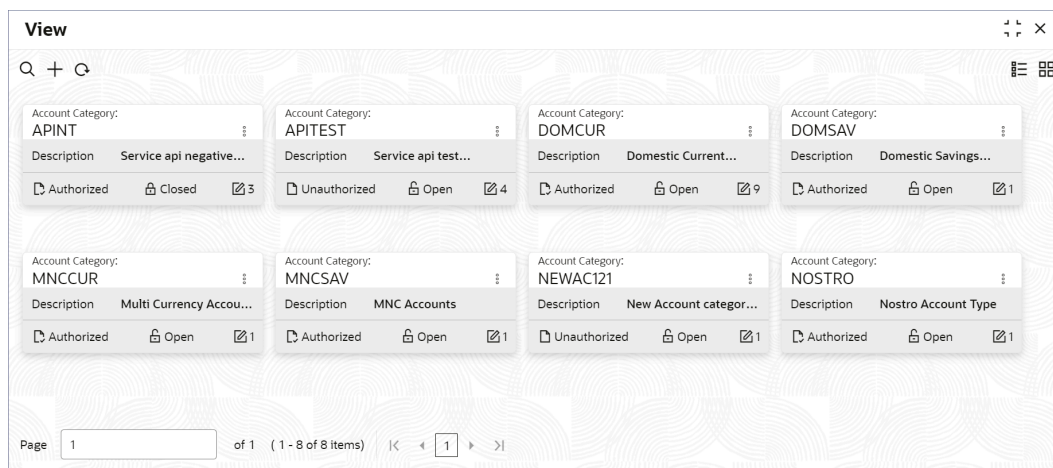 View
Account Category: Account Category: Account Category: Account Category:
APINT APITEST DOMCUR DOMSAV
Description Service api negative... Description Service api test... Description Domestic Current... Description Domestic Savings...
Authorized Closed 3 Unauthorized Open 4 Authorized Open 9 Authorized Open 1
Account Category: Account Category: Account Category: Account Category:
MNCCUR MNCSAV NEWAC121 NOSTRO
Description Multi Currency Accou... Description MNC Accounts Description New Account categor... Description Nostro Account Type
Authorized Open 1 Authorized Open 1 Unauthorized Open 1 Authorized Open 1
Page 1 of 1 ( 1 - 8 of 8 items) 1